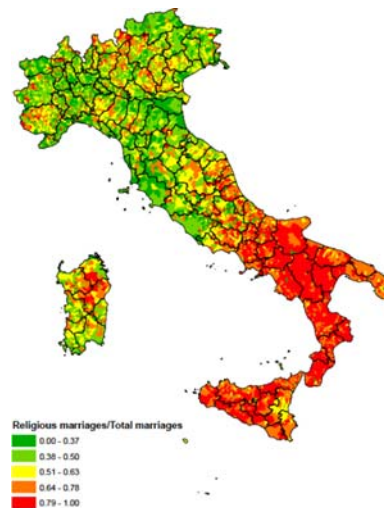 Religious marriages/Total marriages
0.00 - 0.37
0.38 - 0.50
0.51 - 0.63
0.64 - 0.78
0.79 - 1.00